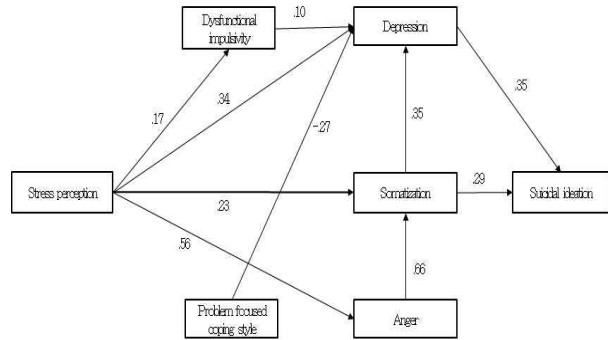 Dysfunctional
impulsivity
.10
Depression
.34
.35
.17
-.27
.35
Stress perception
.23
Somatization
.29
Suicidal ideation
.56
.66
Problem focused
coping style
Anger